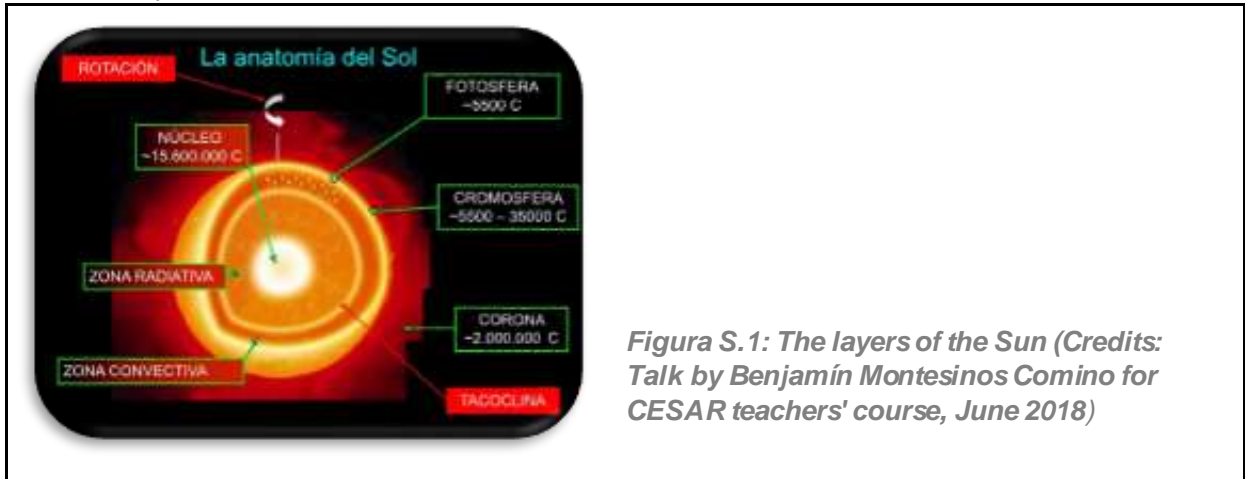 La anatomía del Sol
ROTACIÓN
FOTOSFERA
~5500 C
NÚCLEO
~15.600.000 C
CROMOSFERA
~5500 – 35000 C
ZONA RADIATIVA
CORONA
~2.000.000 C
ZONA CONVECTIVA
TACOCLINA
Figura S.1: The layers of the Sun (Credits:
Talk by Benjamín Montesinos Comino for
CESAR teachers' course, June 2018)